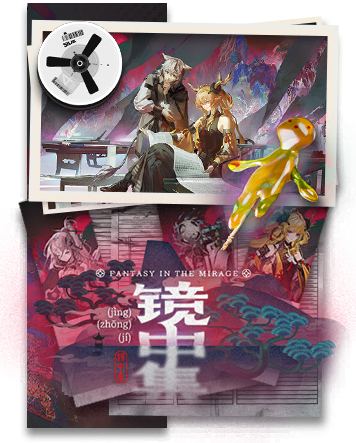 FANTASY IN THE MIRAGE
(jìng)
(zhōng)
(jí)
镜
中
集